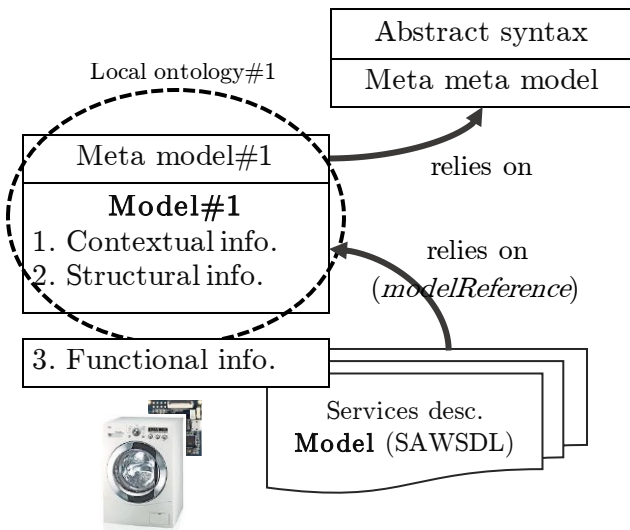 Abstract syntax
Meta meta model
Local ontology#1
Meta model#1
relies on
Model#1
1. Contextual info.
2. Structural info.
relies on
(modelReference)
3. Functional info.
Services desc.
Model (SAWSDL)